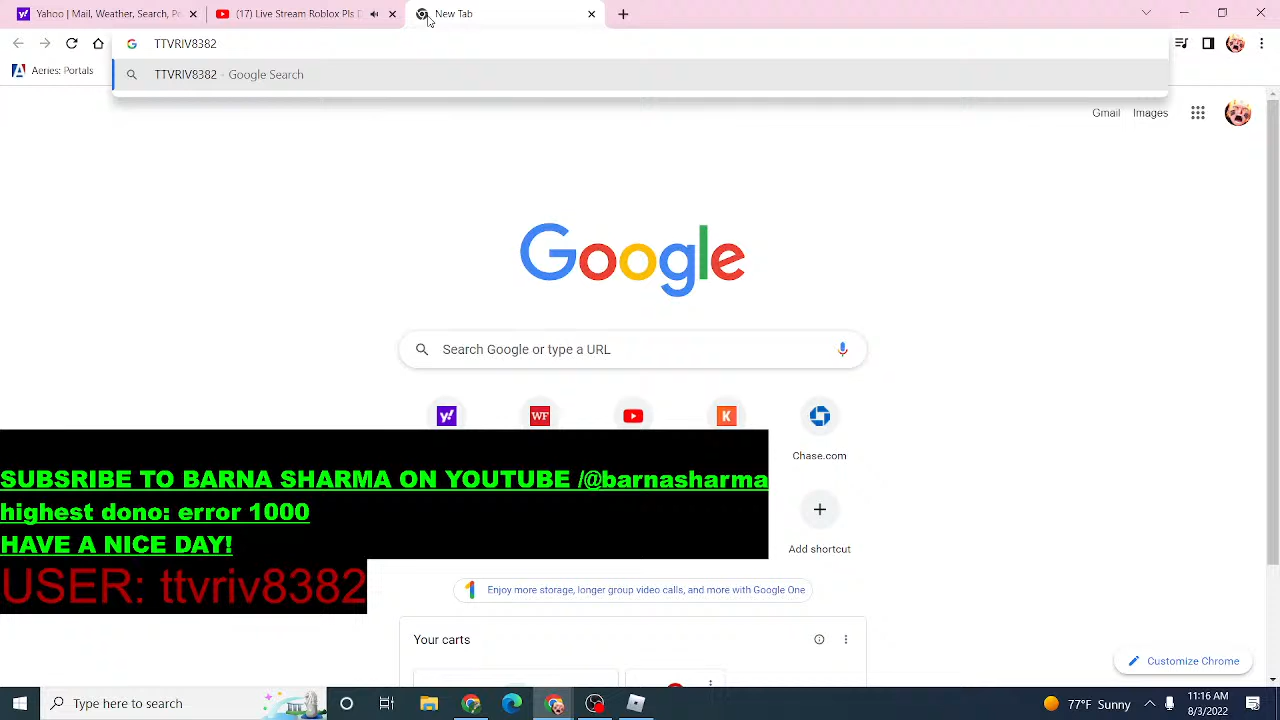 Yahoo | Mail, Weather, Search, Po
(17) Live Stream Roblox Pls D
New Tab
TTVRIV8382
Aeries: Portals
TTVRIV8382 - Google Search
Gmail
Images
Google
Search Google or type a URL
y!
WF
K
Chase.com
SUBSRIBE TO BARNA SHARMA ON YOUTUBE /@barnasharma
highest dono: error 1000
HAVE A NICE DAY!
USER: ttvriv8382
Add shortcut
Enjoy more storage, longer group video calls, and more with Google One
Your carts
Customize Chrome
Type here to search
77°F Sunny
11:16 AM
8/3/2022